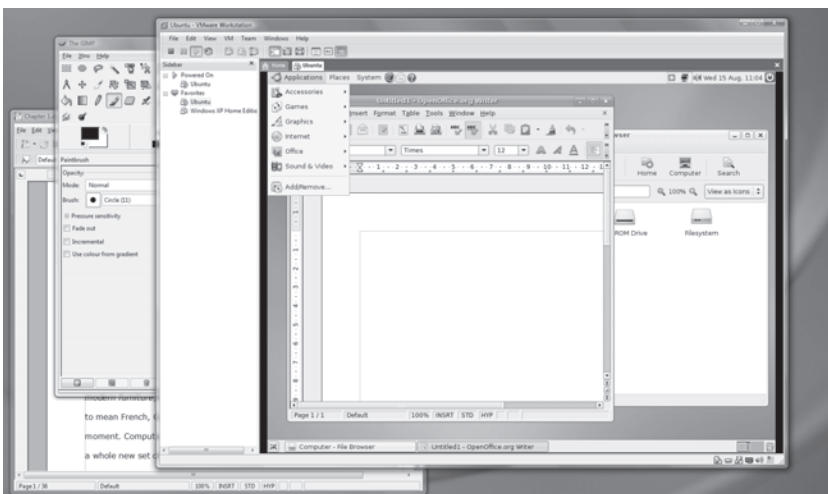 Ubuntu - VMware Workstation
File Edit View VM Team Windows Help
Sidebar
Powered On
Ubuntu
Favorites
Ubuntu
Windows XP Home Editio
Home Ubuntu
Applications Places System
Wed 15 Aug, 11:04
Accessories
Games
Graphics
Internet
Office
Sound & Video
Add/Remove...
Untitled1 - OpenOffice.org Writer
Insert Format Table Tools Window Help
Times 12
wser
Home Computer Search
100% View as Icons
ROM Drive Filesystem
Page 1 / 1 Default 100% INSRT STD HYP
Computer - File Browser Untitled1 - OpenOffice.org Writer
The GIMP
File Xtns Help
Paintbrush
Opacity:
Mode: Normal
Brush: Circle (11)
Pressure sensitivity
Fade out
Incremental
Use colour from gradient
Chapter
File Edit
Defaul
modern furniture,
to mean French,
moment. Comput
a whole new set
Page 1 / 36 Default 100% INSRT STD HYP